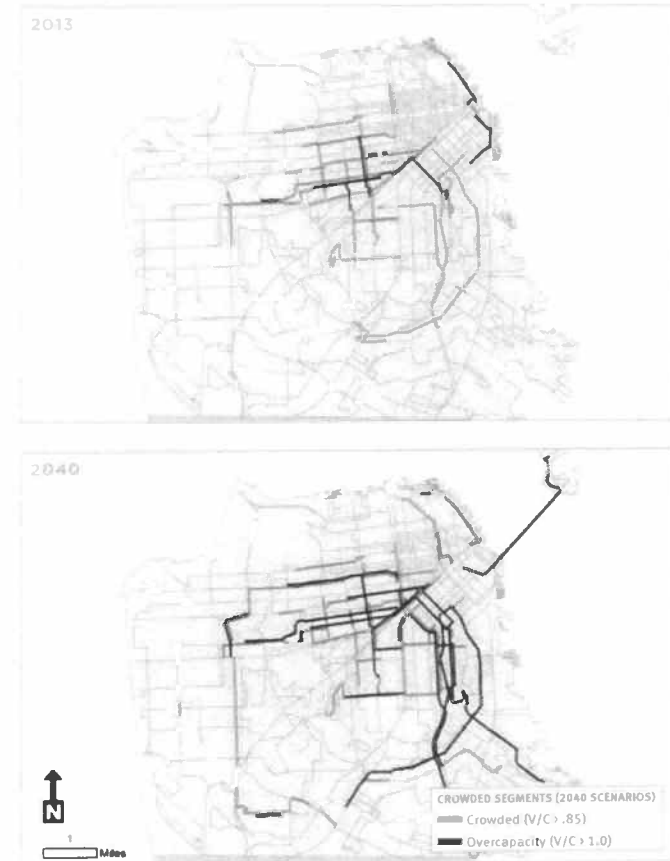 2013
2040
N
1
Miles
CROWDED SEGMENTS (2040 SCENARIOS)
Crowded (V/C > .85)
Overcapacity (V/C > 1.0)